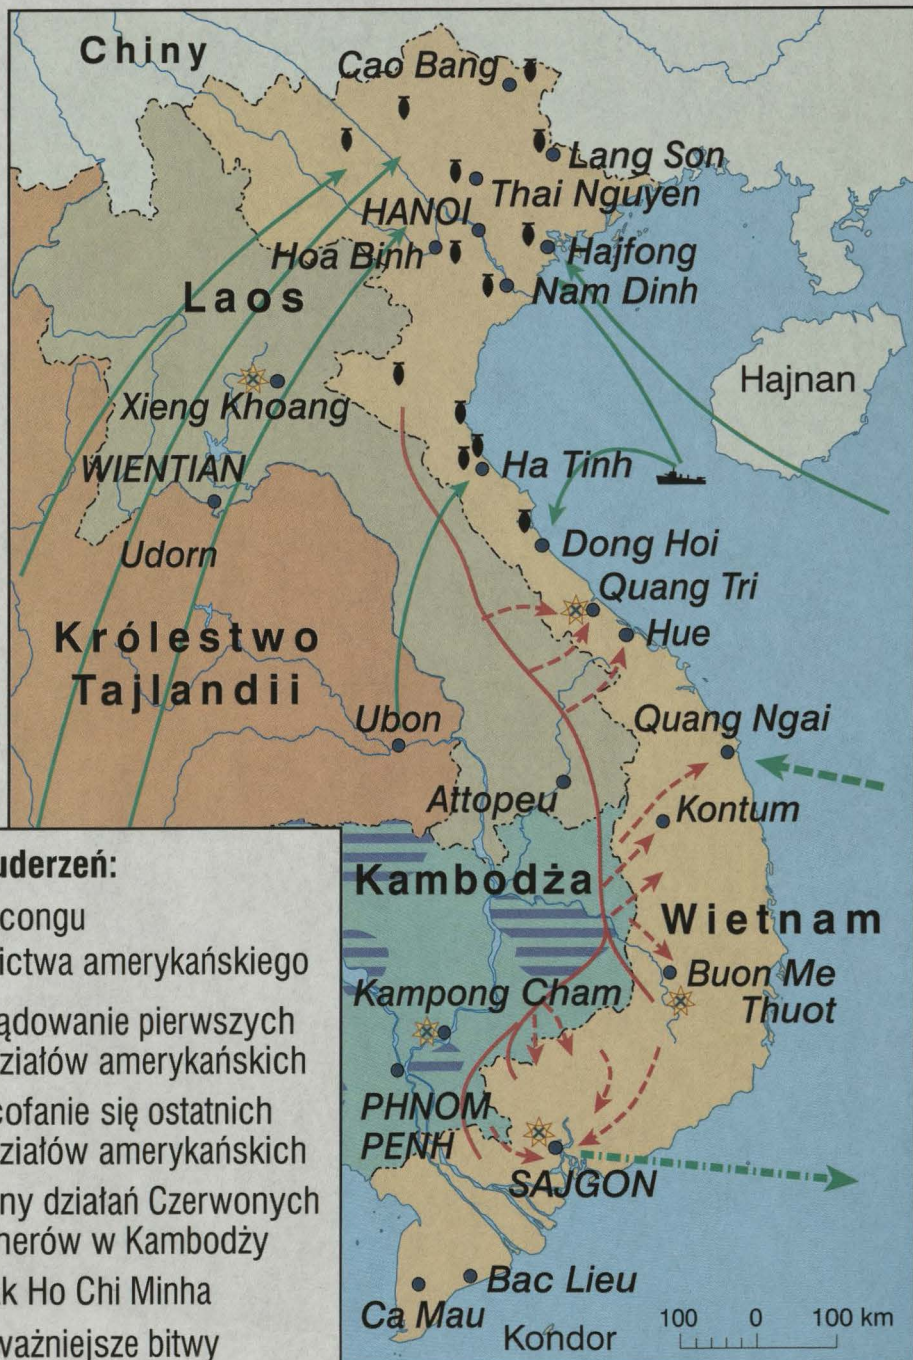 Chiny
Cao Bang
Lang Son
Thai Nguyen
HANOI
Hoa Binh
Hajfong
Nam Dinh
Laos
Hajnan
Xieng Khoang
WIENTIAN
Ha Tinh
Udorn
Dong Hoi
Quang Tri
Królestwo
Tajlandii
Hue
Ubon
Quang Ngai
Attopeu
Kontum
Kambodża
Wietnam
Buon Me
Thuot
Kampong Cham
PHNOM
PENH
SAJGON
Bac Lieu
Ca Mau
Kondor
100 0 100 km
uderzeń:
congu
ictwa amerykańskiego
ądowanie pierwszych
działów amerykańskich
cofanie się ostatnich
działów amerykańskich
ny działań Czerwonych
merów w Kambodży
k Ho Chi Minha
ważniejsze bitwy